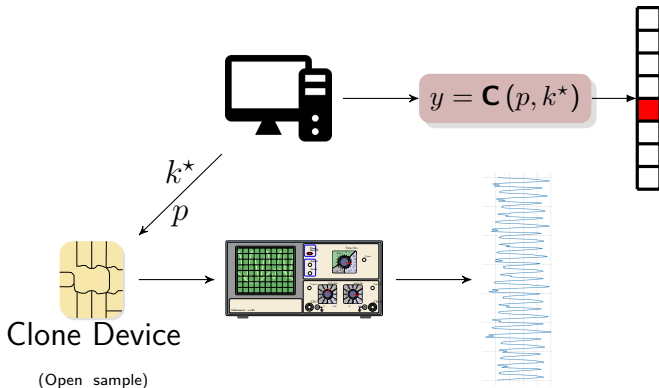 y = C (p, k⋆)
k⋆
p
Clone Device
(Open sample)